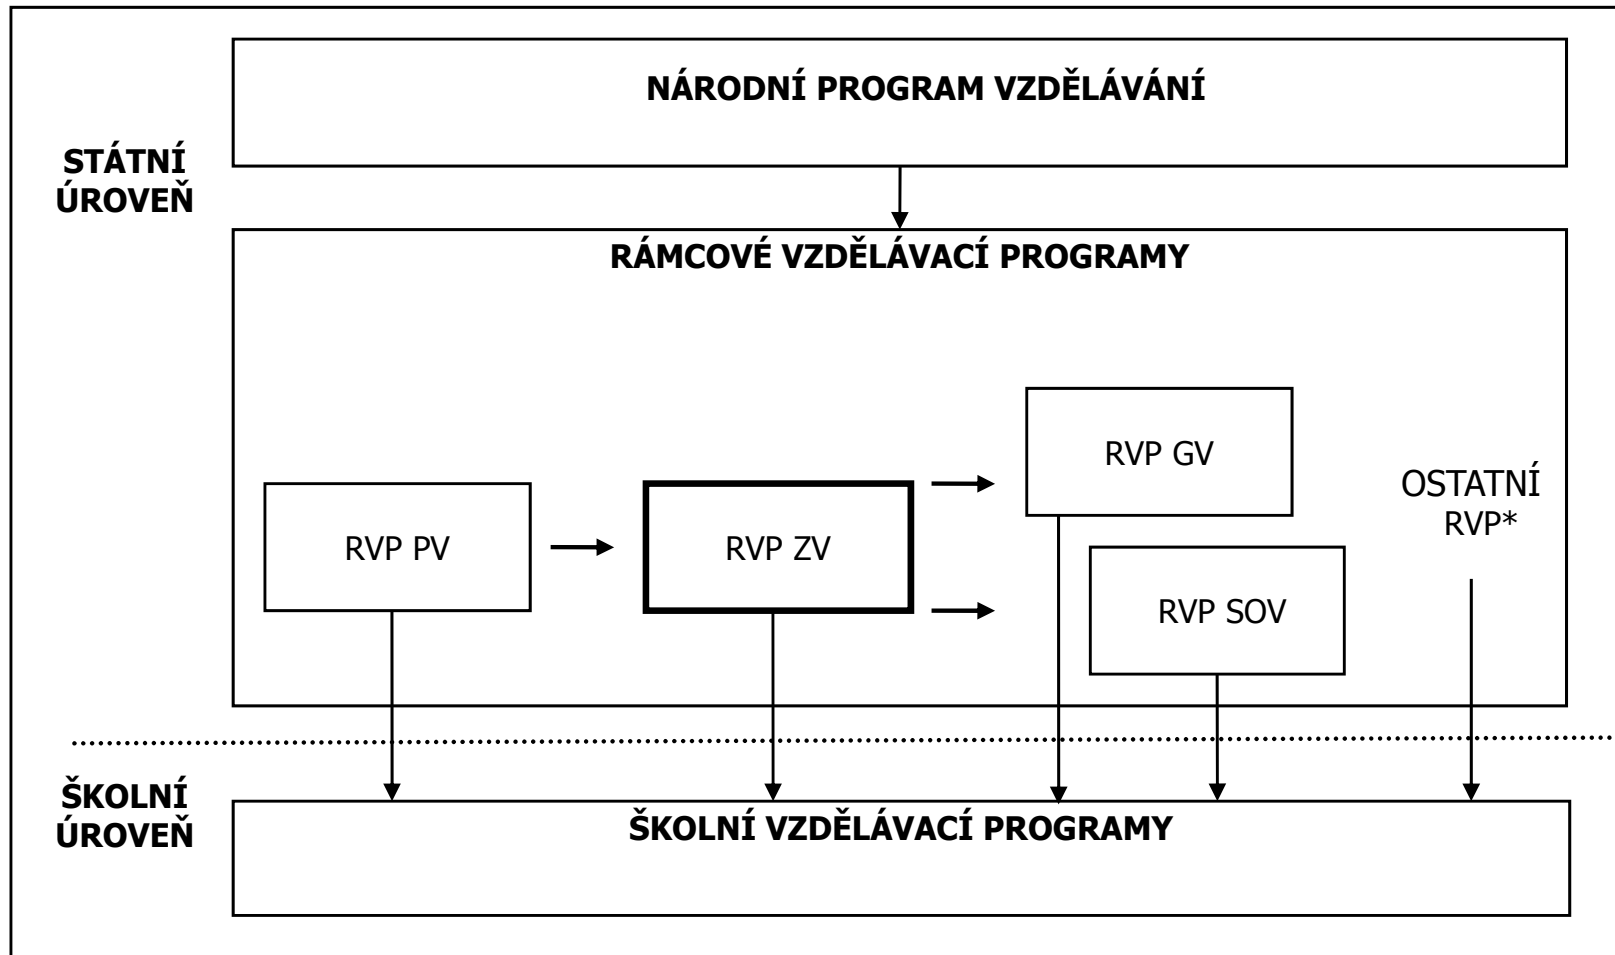 NÁRODNÍ PROGRAM VZDĚLÁVÁNÍ
STÁTNÍ
ÚROVEŇ
RÁMCOVÉ VZDĚLÁVACÍ PROGRAMY
RVP GV
OSTATNÍ
RVP*
RVP PV
RVP ZV
RVP SOV
ŠKOLNÍ
ÚROVEŇ
ŠKOLNÍ VZDĚLÁVACÍ PROGRAMY